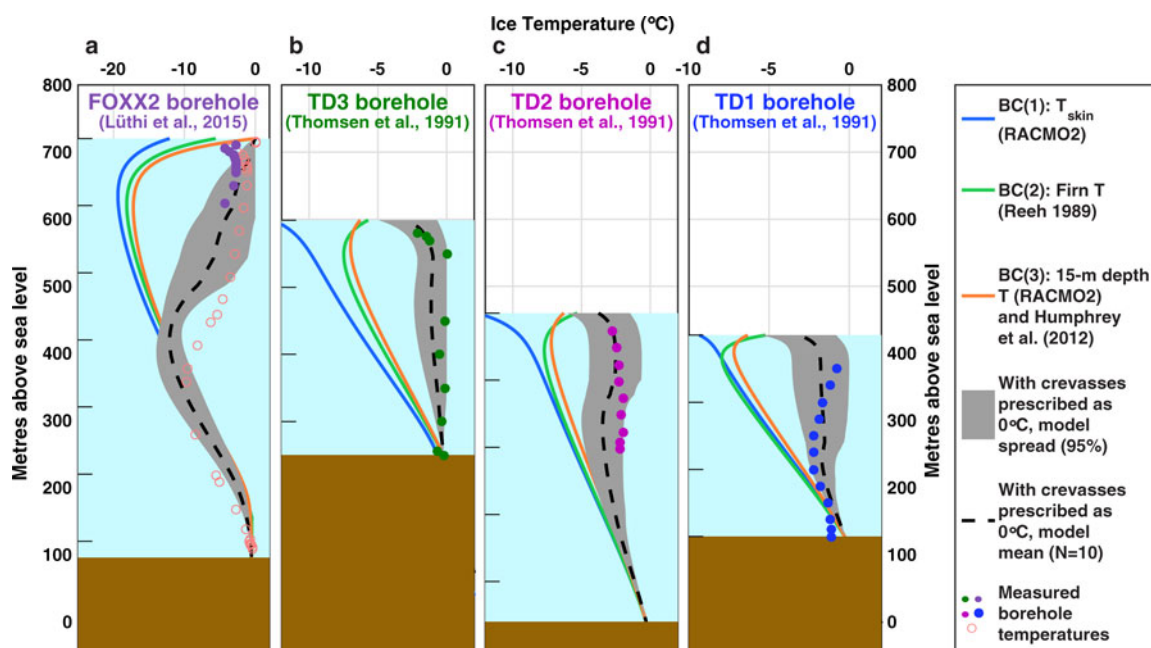 Ice Temperature (ºC)
a
b
c
d
-20
-10
0
-10
-5
0
-10
-5
0
-10
-5
0
800
700
600
500
400
300
200
100
0
Metres above sea level
FOXX2 borehole
(Lüthi et al., 2015)
TD3 borehole
(Thomsen et al., 1991)
TD2 borehole
(Thomsen et al., 1991)
TD1 borehole
(Thomsen et al., 1991)
800
700
600
500
400
300
200
100
0
Metres above sea level
BC(1): Tskin
(RACMO2)
BC(2): Firn T
(Reeh 1989)
BC(3): 15-m depth
T (RACMO2)
and Humphrey
et al. (2012)
With crevasses
prescribed as
0ºC, model
spread (95%)
With crevasses
prescribed as
0ºC, model
mean (N=10)
Measured
borehole
temperatures